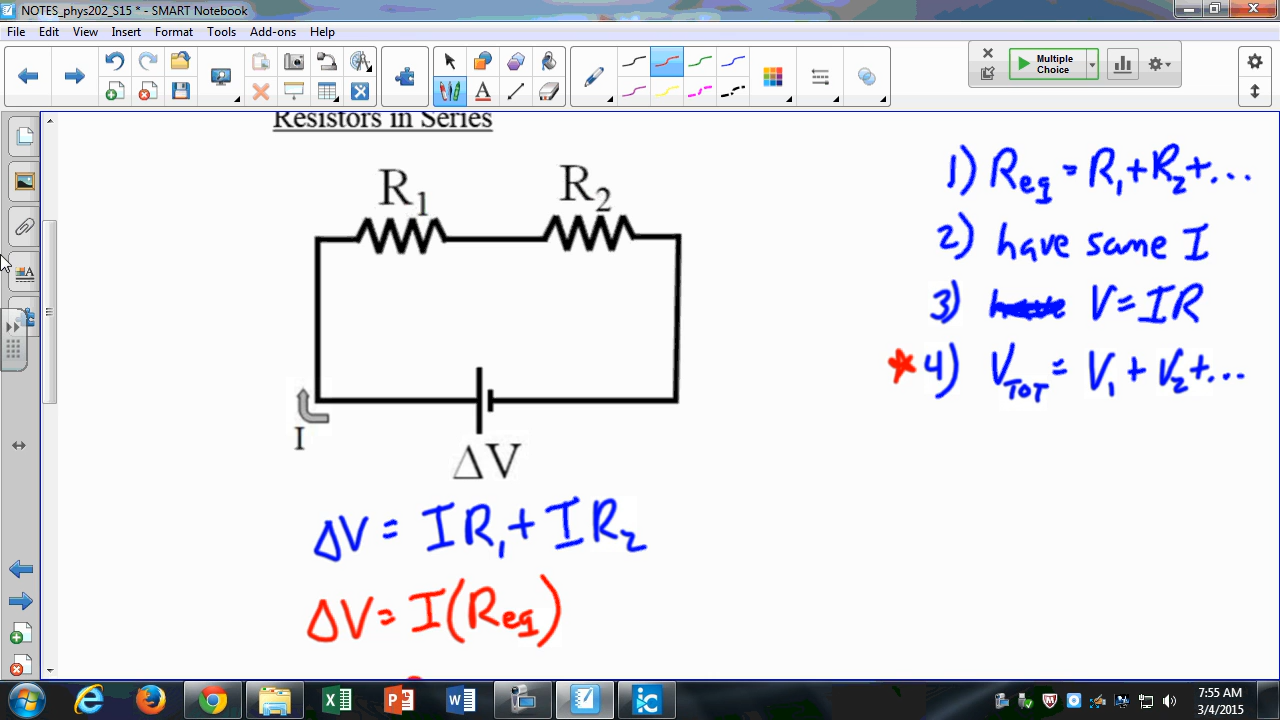 NOTES_phys202_S15 * - SMART Notebook
File Edit View Insert Format Tools Add-ons Help
Multiple
Choice
Resistors in Series
R1
R2
I
ΔV
ΔV = IR1 + IR2
ΔV = I(Req)
1) Req = R1 + R2 + ...
2) have same I
3) V = IR
4) VTOT = V1 + V2 + ...
7:55 AM
3/4/2015